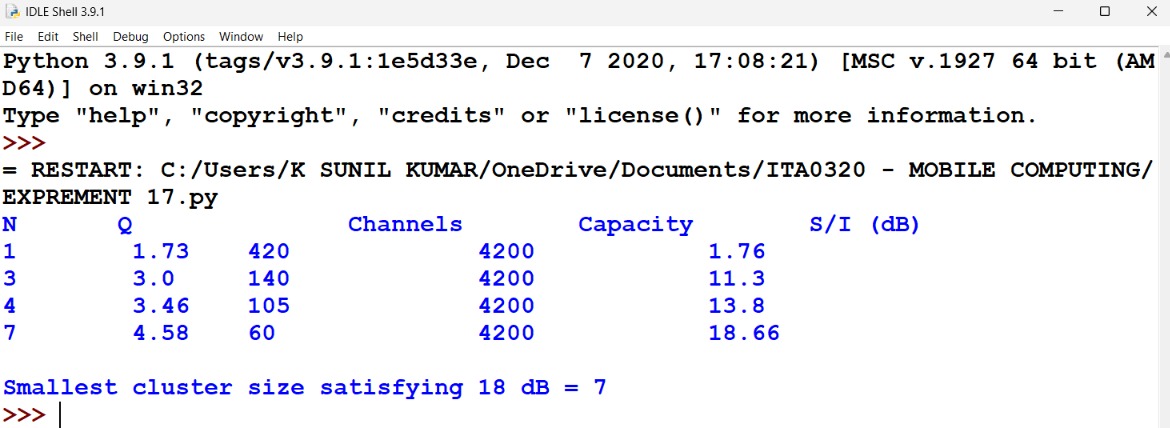 IDLE Shell 3.9.1
File Edit Shell Debug Options Window Help
Python 3.9.1 (tags/v3.9.1:1e5d33e, Dec  7 2020, 17:08:21) [MSC v.1927 64 bit (AM
D64)] on win32
Type "help", "copyright", "credits" or "license()" for more information.
>>>
= RESTART: C:/Users/K SUNIL KUMAR/OneDrive/Documents/ITA0320 - MOBILE COMPUTING/
EXPREMENT 17.py
N       Q               Channels        Capacity        S/I (dB)
1        1.73    420             4200            1.76
3        3.0     140             4200            11.3
4        3.46    105             4200            13.8
7        4.58    60              4200            18.66
Smallest cluster size satisfying 18 dB = 7
>>>